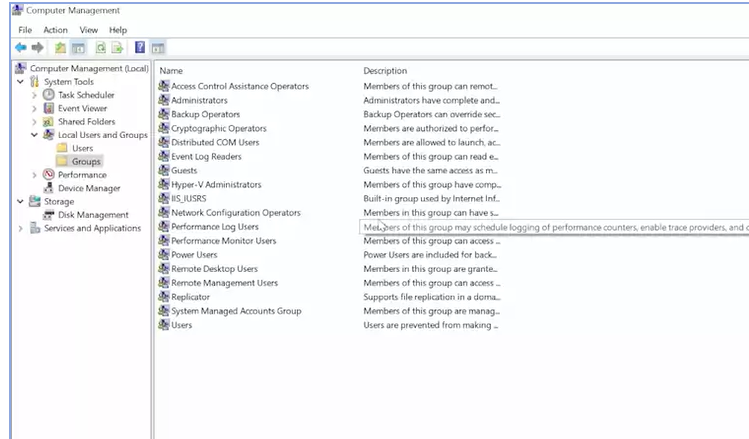 Computer Management
File Action View Help
Computer Management (Local)
System Tools
Task Scheduler
Event Viewer
Shared Folders
Local Users and Groups
Users
Groups
Performance
Device Manager
Storage
Disk Management
Services and Applications
Name Description
Access Control Assistance Operators Members of this group can remot...
Administrators Administrators have complete and...
Backup Operators Backup Operators can override sec...
Cryptographic Operators Members are authorized to perfor...
Distributed COM Users Members are allowed to launch, ac...
Event Log Readers Members of this group can read e...
Guests Guests have the same access as m...
Hyper-V Administrators Members of this group have comp...
IIS_IUSRS Built-in group used by Internet Inf...
Network Configuration Operators Members in this group can have s...
Performance Log Users Members of this group may schedule logging of performance counters, enable trace providers, and
Performance Monitor Users Members of this group can access ...
Power Users Power Users are included for back...
Remote Desktop Users Members in this group are grante...
Remote Management Users Members of this group can access ...
Replicator Supports file replication in a doma...
System Managed Accounts Group Members of this group are manag...
Users Users are prevented from making ...